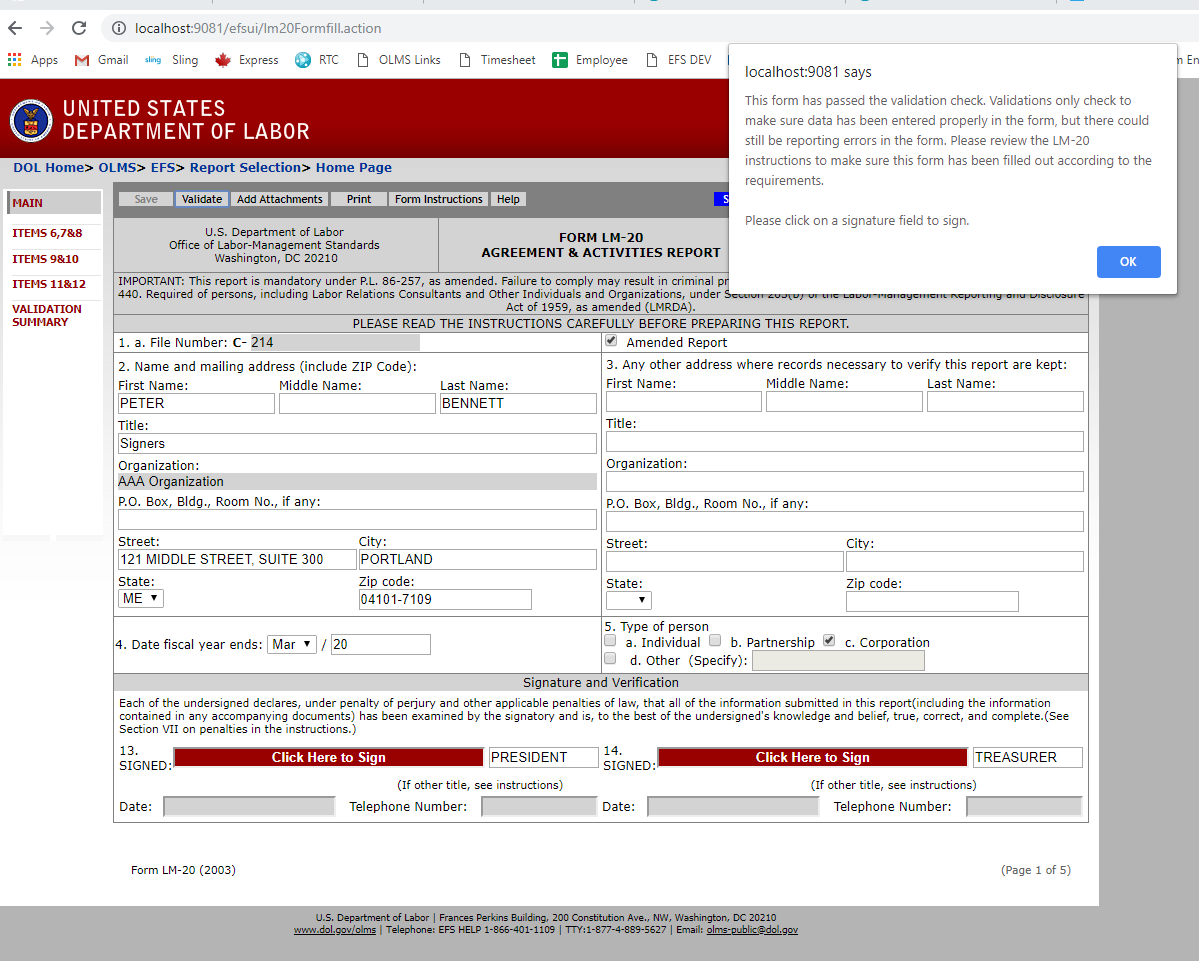 localhost:9081/efsui/lm20Formfill.action
Apps Gmail sling Sling Express RTC OLMS Links Timesheet Employee EFS DEV
localhost:9081 says
This form has passed the validation check. Validations only check to
make sure data has been entered properly in the form, but there could
still be reporting errors in the form. Please review the LM-20
instructions to make sure this form has been filled out according to the
requirements.
Please click on a signature field to sign.
OK
UNITED STATES
DEPARTMENT OF LABOR
DOL Home> OLMS> EFS> Report Selection> Home Page
MAIN
ITEMS 6,7&8
ITEMS 9&10
ITEMS 11&12
VALIDATION
SUMMARY
Save Validate Add Attachments Print Form Instructions Help
U.S. Department of Labor
Office of Labor-Management Standards
Washington, DC 20210
FORM LM-20
AGREEMENT & ACTIVITIES REPORT
IMPORTANT: This report is mandatory under P.L. 86-257, as amended. Failure to comply may result in criminal
440. Required of persons, including Labor Relations Consultants and Other Individuals and Organizations, under Section 203(b) of the Labor-Management Reporting and Disclosure
Act of 1959, as amended (LMRDA).
PLEASE READ THE INSTRUCTIONS CAREFULLY BEFORE PREPARING THIS REPORT.
1. a. File Number: C- 214
Amended Report
2. Name and mailing address (include ZIP Code):
First Name: Middle Name: Last Name:
PETER BENNETT
Title:
Signers
Organization:
AAA Organization
P.O. Box, Bldg., Room No., if any:
Street: City:
121 MIDDLE STREET, SUITE 300 PORTLAND
State: Zip code:
ME 04101-7109
3. Any other address where records necessary to verify this report are kept:
First Name: Middle Name: Last Name:
Title:
Organization:
P.O. Box, Bldg., Room No., if any:
Street: City:
State: Zip code:
4. Date fiscal year ends: Mar / 20
5. Type of person
a. Individual b. Partnership c. Corporation
d. Other (Specify):
Signature and Verification
Each of the undersigned declares, under penalty of perjury and other applicable penalties of law, that all of the information submitted in this report(including the information
contained in any accompanying documents) has been examined by the signatory and is, to the best of the undersigned's knowledge and belief, true, correct, and complete.(See
Section VII on penalties in the instructions.)
13.
SIGNED: Click Here to Sign PRESIDENT
(If other title, see instructions)
Date: Telephone Number:
14.
SIGNED: Click Here to Sign TREASURER
(If other title, see instructions)
Date: Telephone Number:
Form LM-20 (2003)
(Page 1 of 5)
U.S. Department of Labor | Frances Perkins Building, 200 Constitution Ave., NW, Washington, DC 20210
www.dol.gov/olms | Telephone: EFS HELP 1-866-401-1109 | TTY:1-877-4-889-5627 | Email: olms-public@dol.gov